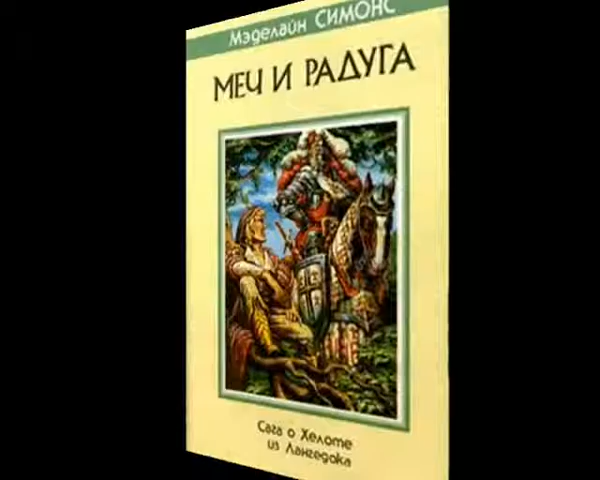 Мэделайн СИМОНС
МЕЧ И РАДУГА
Сага о Хелоте
из Лангедока